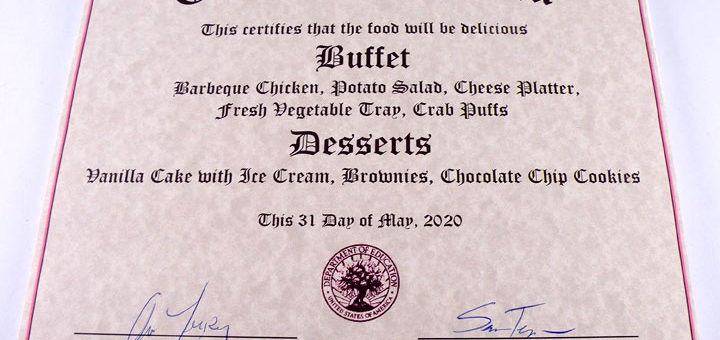 This certifies that the food will be delicious
Buffet
Barbeque Chicken, Potato Salad, Cheese Platter,
Fresh Vegetable Tray, Crab Puffs
Desserts
Vanilla Cake with Ice Cream, Brownies, Chocolate Chip Cookies
This 31 Day of May, 2020
DEPARTMENT OF EDUCATION
UNITED STATES OF AMERICA